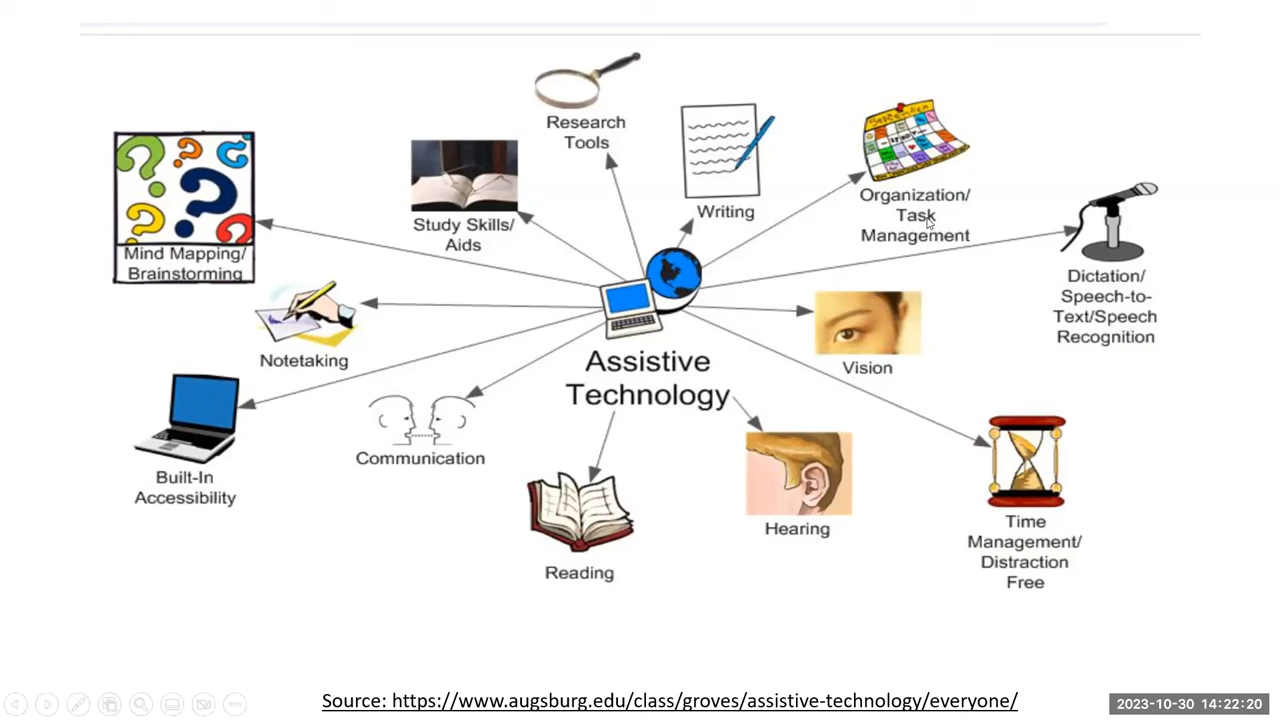 Research
Tools
Writing
Study Skills/
Aids
September
Organization/
Task
Management
Mind Mapping/
Brainstorming
Dictation/
Speech-to-
Text/Speech
Recognition
Notetaking
Vision
Assistive
Technology
Built-In
Accessibility
Communication
Reading
Hearing
Time
Management/
Distraction
Free
Source: https://www.augsburg.edu/class/groves/assistive-technology/everyone/
2023-10-30 14:22:20